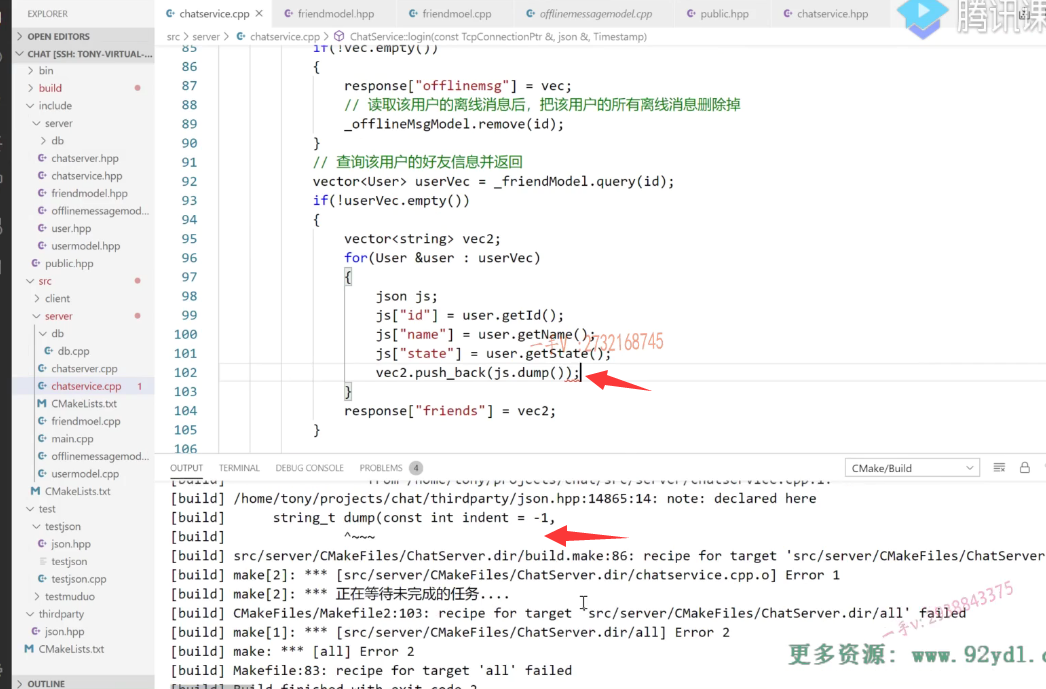 EXPLORER
OPEN EDITORS
CHAT [SSH: TONY-VIRTUAL-...
bin
build
include
server
db
chatserver.hpp
chatservice.hpp
friendmodel.hpp
offlinemessagemod...
user.hpp
usermodel.hpp
public.hpp
src
client
server
db
db.cpp
chatserver.cpp
chatservice.cpp 1
CMakeLists.txt
friendmoel.cpp
main.cpp
offlinemessagemod...
usermodel.cpp
CMakeLists.txt
test
testjson
json.hpp
testjson
testjson.cpp
testmuduo
thirdparty
json.hpp
CMakeLists.txt
OUTLINE
chatservice.cpp friendmodel.hpp friendmoel.cpp offlinemessagemodel.cpp public.hpp chatservice.hpp
腾讯课
src > server > chatservice.cpp > ChatService::login(const TcpConnectionPtr &, json &, Timestamp)
85 if(!vec.empty())
86 {
87 response["offlinemsg"] = vec;
88 // 读取该用户的离线消息后，把该用户的所有离线消息删除掉
89 _offlineMsgModel.remove(id);
90 }
91 // 查询该用户的好友信息并返回
92 vector<User> userVec = _friendModel.query(id);
93 if(!userVec.empty())
94 {
95 vector<string> vec2;
96 for(User &user : userVec)
97 {
98 json js;
99 js["id"] = user.getId();
100 js["name"] = user.getName();
101 js["state"] = user.getState();
一手v :2732168745
102 vec2.push_back(js.dump());
103 }
104 response["friends"] = vec2;
105 }
106
OUTPUT TERMINAL DEBUG CONSOLE PROBLEMS 4 CMake/Build
[build] from /home/tony/projects/chat/src/server/chatservice.cpp:1:
[build] /home/tony/projects/chat/thirdparty/json.hpp:14865:14: note: declared here
[build] string_t dump(const int indent = -1,
[build] ^~~~
[build] src/server/CMakeFiles/ChatServer.dir/build.make:86: recipe for target 'src/server/CMakeFiles/ChatServer
[build] make[2]: *** [src/server/CMakeFiles/ChatServer.dir/chatservice.cpp.o] Error 1
[build] make[2]: *** 正在等待未完成的任务....
[build] CMakeFiles/Makefile2:103: recipe for target 'src/server/CMakeFiles/ChatServer.dir/all' failed
[build] make[1]: *** [src/server/CMakeFiles/ChatServer.dir/all] Error 2
[build] make: *** [all] Error 2
[build] Makefile:83: recipe for target 'all' failed
[build] Build finished with exit code 2
更多资源: www.92ydl.c